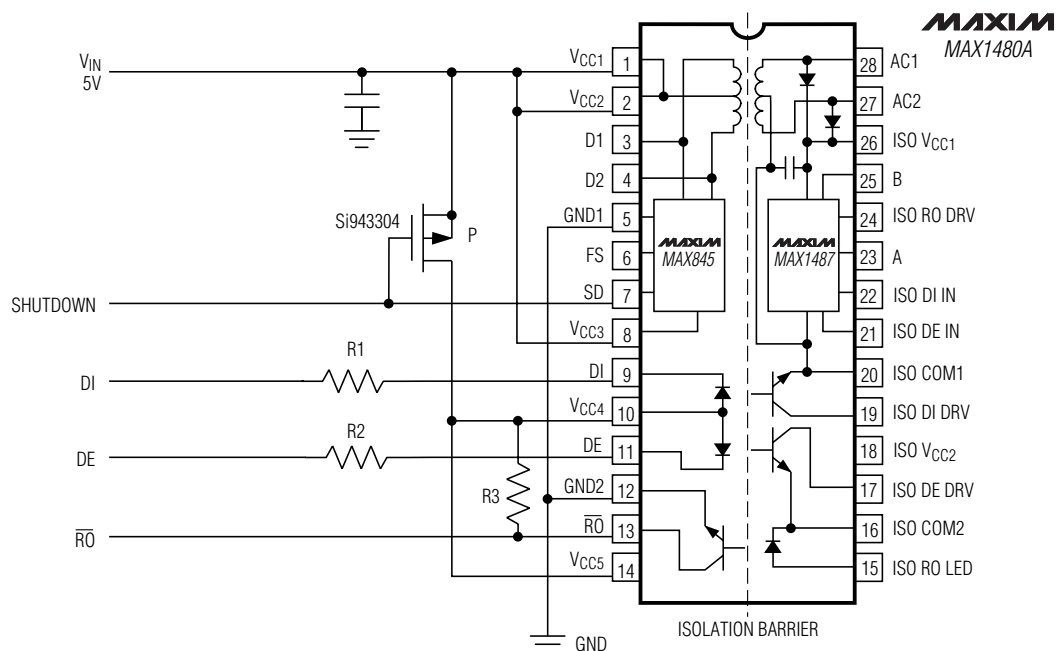 MAXIM
MAX1480A
VIN
5V
Si943304
P
SHUTDOWN
R1
DI
R2
DE
R3
RO
GND
VCC1 1
VCC2 2
D1 3
D2 4
GND1 5
FS 6
SD 7
VCC3 8
DI 9
VCC4 10
DE 11
GND2 12
RO 13
VCC5 14
MAXIM
MAX845
MAXIM
MAX1487
28 AC1
27 AC2
26 ISO VCC1
25 B
24 ISO RO DRV
23 A
22 ISO DI IN
21 ISO DE IN
20 ISO COM1
19 ISO DI DRV
18 ISO VCC2
17 ISO DE DRV
16 ISO COM2
15 ISO RO LED
ISOLATION BARRIER